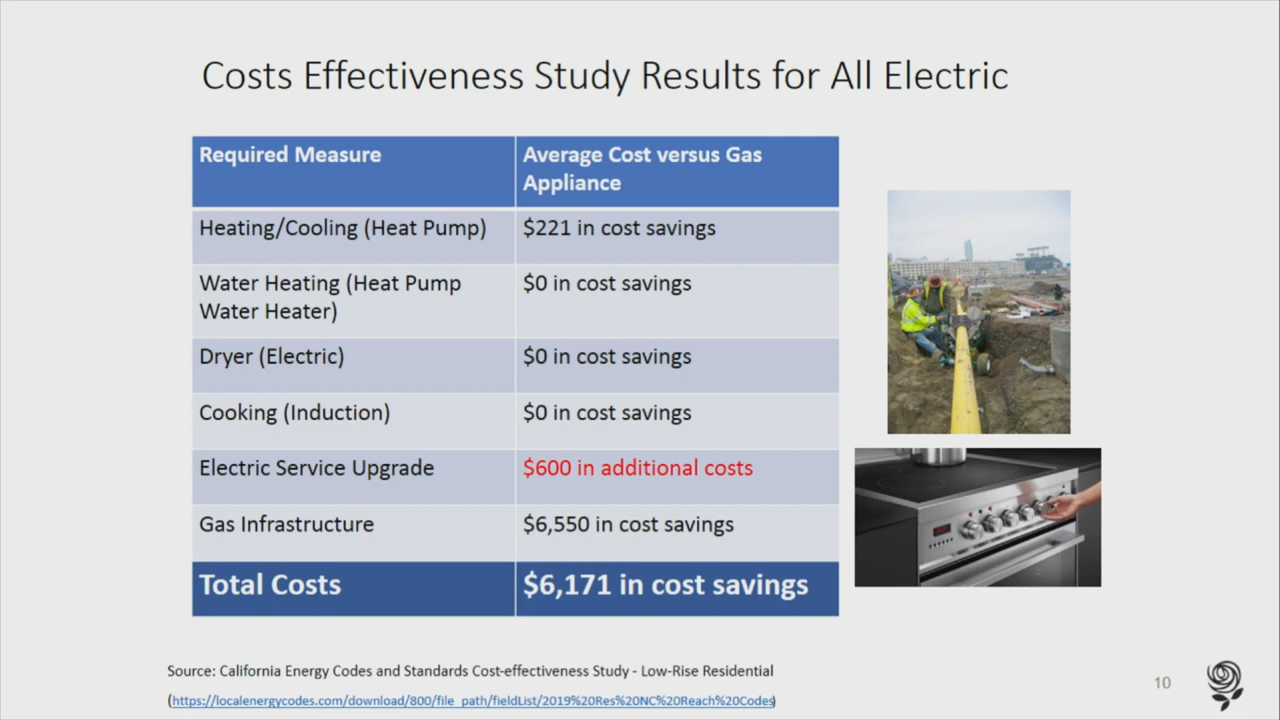 Costs Effectiveness Study Results for All Electric
Required Measure
Average Cost versus Gas
Appliance
Heating/Cooling (Heat Pump)
$221 in cost savings
Water Heating (Heat Pump
Water Heater)
$0 in cost savings
Dryer (Electric)
$0 in cost savings
Cooking (Induction)
$0 in cost savings
Electric Service Upgrade
$600 in additional costs
Gas Infrastructure
$6,550 in cost savings
Total Costs
$6,171 in cost savings
Source: California Energy Codes and Standards Cost-effectiveness Study - Low-Rise Residential
(https://localenergycodes.com/download/800/file_path/fieldList/2019%20Res%20NC%20Reach%20Codes)
10